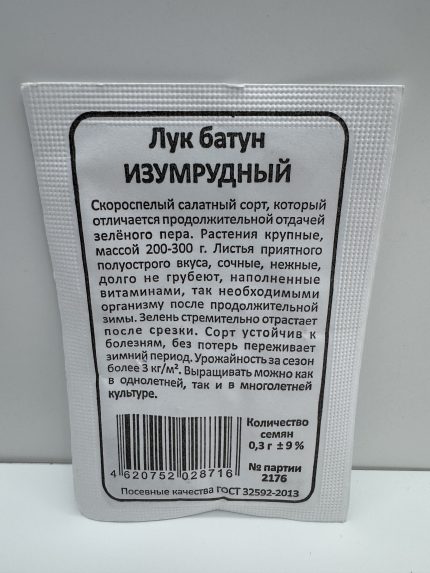 Лук батун
ИЗУМРУДНЫЙ
Скороспелый салатный сорт, который
отличается продолжительной отдачей
зелёного пера. Растения крупные,
массой 200-300 г. Листья приятного
полуострого вкуса, сочные, нежные,
долго не грубеют, наполненные
витаминами, так необходимыми
организму после продолжительной
зимы. Зелень стремительно отрастает
после срезки. Сорт устойчив к
болезням, без потерь переживает
зимний период. Урожайность за сезон
более 3 кг/м². Выращивать можно как
в однолетней, так и в многолетней
культуре.
Количество
семян
0,3 г ± 9 %
№ партии
2176
4 620752 028716
Посевные качества ГОСТ 32592-2013